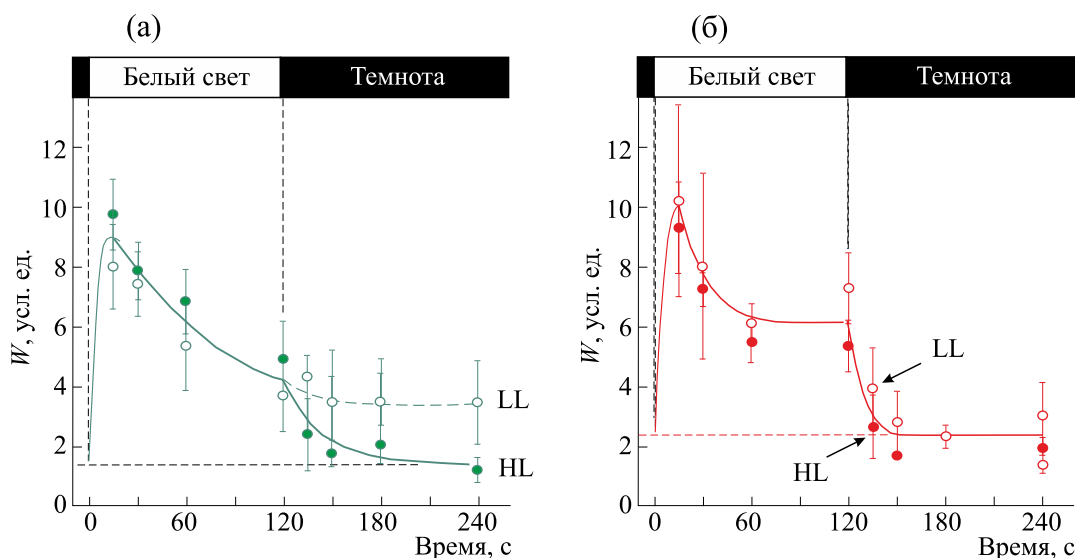 (а)
Белый свет
Темнота
W, усл. ед.
12
10
8
6
4
2
0
LL
HL
0
60
120
180
240
Время, с
(б)
Белый свет
Темнота
W, усл. ед.
12
10
8
6
4
2
0
LL
HL
0
60
120
180
240
Время, с